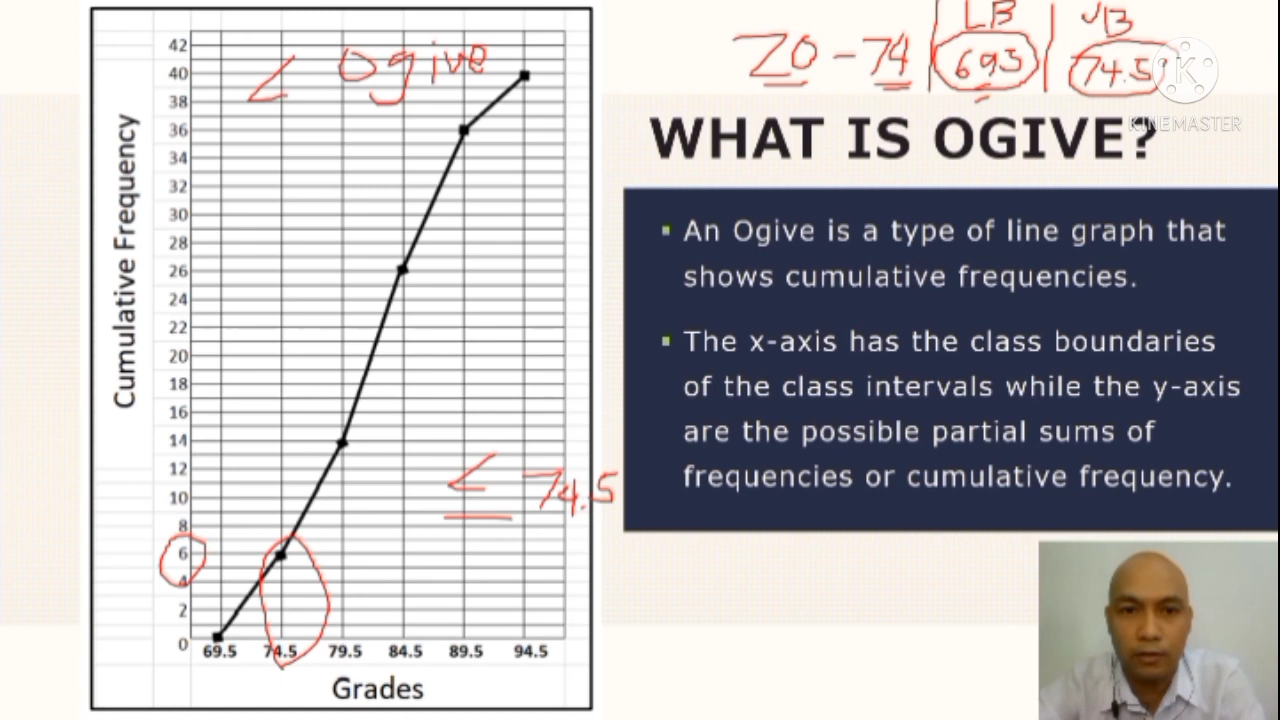 LB UB
70-74 | 69.5 | 74.5
KINEMASTER
WHAT IS OGIVE?
An Ogive is a type of line graph that
shows cumulative frequencies.
The x-axis has the class boundaries
of the class intervals while the y-axis
are the possible partial sums of
frequencies or cumulative frequency.
< Ogive
Cumulative Frequency
42
40
38
36
34
32
30
28
26
24
22
20
18
16
14
12
10
8
6
4
2
0
≤ 74.5
69.5 74.5 79.5 84.5 89.5 94.5
Grades